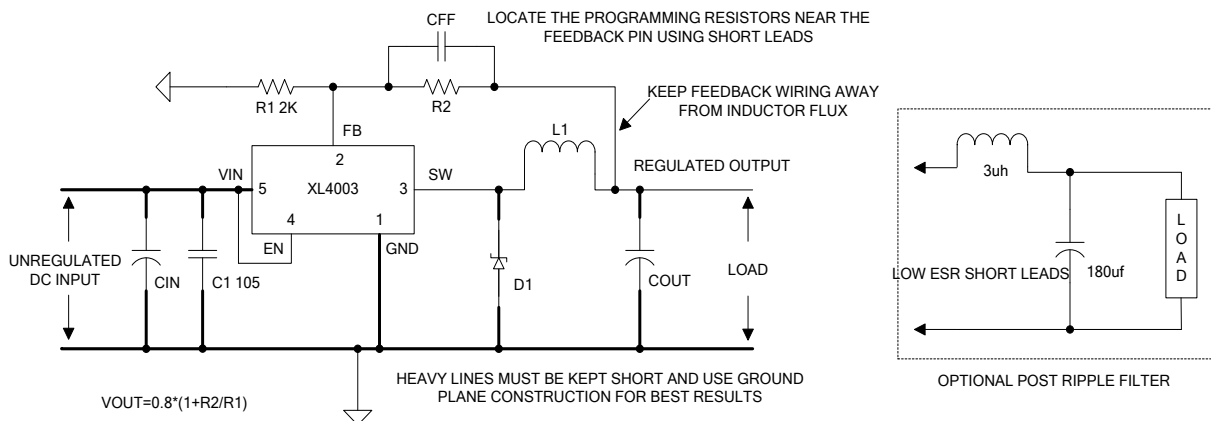 CFF
LOCATE THE PROGRAMMING RESISTORS NEAR THE
FEEDBACK PIN USING SHORT LEADS
R1 2K
R2
KEEP FEEDBACK WIRING AWAY
FROM INDUCTOR FLUX
FB
L1
2
VIN
5
XL4003
3
SW
REGULATED OUTPUT
4
1
EN
GND
UNREGULATED
DC INPUT
CIN
C1 105
D1
COUT
LOAD
HEAVY LINES MUST BE KEPT SHORT AND USE GROUND
PLANE CONSTRUCTION FOR BEST RESULTS
VOUT=0.8*(1+R2/R1)
3uh
LOW ESR SHORT LEADS
180uf
LOAD
OPTIONAL POST RIPPLE FILTER